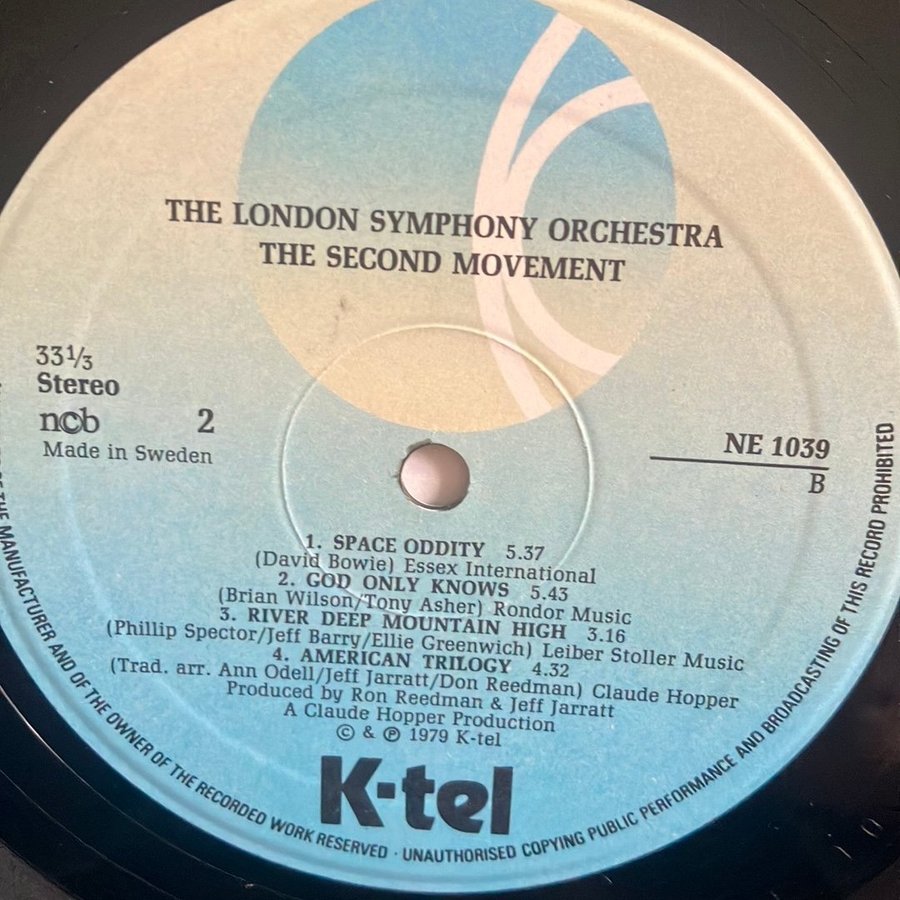 THE LONDON SYMPHONY ORCHESTRA
THE SECOND MOVEMENT
33 1/3
Stereo
ncb 2
Made in Sweden
NE 1039
B
1. SPACE ODDITY 5.37
(David Bowie) Essex International
2. GOD ONLY KNOWS 5.43
(Brian Wilson/Tony Asher) Rondor Music
3. RIVER DEEP MOUNTAIN HIGH 3.16
(Phillip Spector/Jeff Barry/Ellie Greenwich) Leiber Stoller Music
4. AMERICAN TRILOGY 4.32
(Trad. arr. Ann Odell/Jeff Jarratt/Don Reedman) Claude Hopper
Produced by Ron Reedman & Jeff Jarratt
A Claude Hopper Production
© & ℗ 1979 K-tel
K-tel
THE MANUFACTURER AND OF THE OWNER OF THE RECORDED WORK RESERVED · UNAUTHORISED COPYING PUBLIC PERFORMANCE AND BROADCASTING OF THIS RECORD PROHIBITED